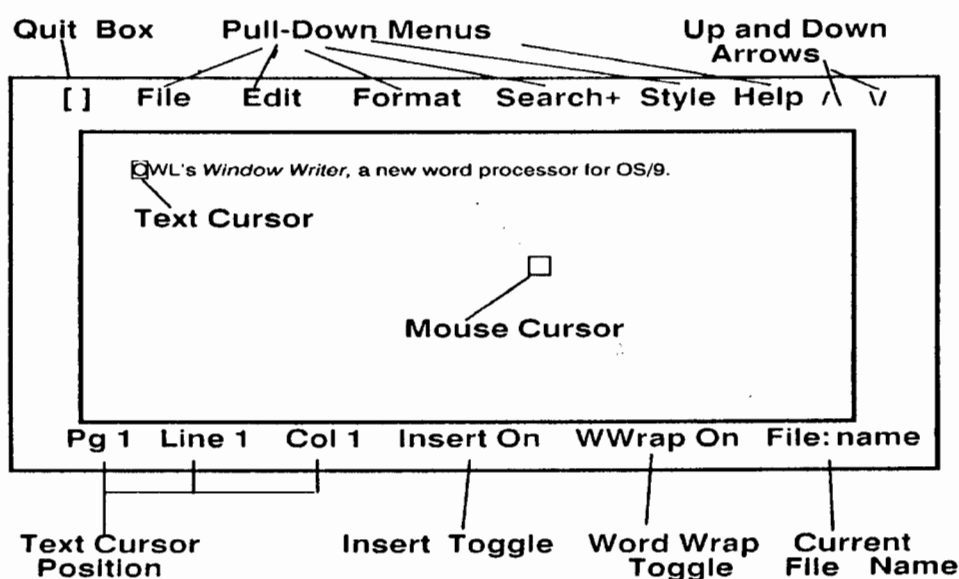 Quit Box Pull-Down Menus Up and Down
Arrows
[ ] File Edit Format Search+ Style Help /\ \/
OWL's Window Writer, a new word processor for OS/9.
Text Cursor
Mouse Cursor
Pg 1 Line 1 Col 1 Insert On WWrap On File: name
Text Cursor Insert Toggle Word Wrap Current
Position Toggle File Name